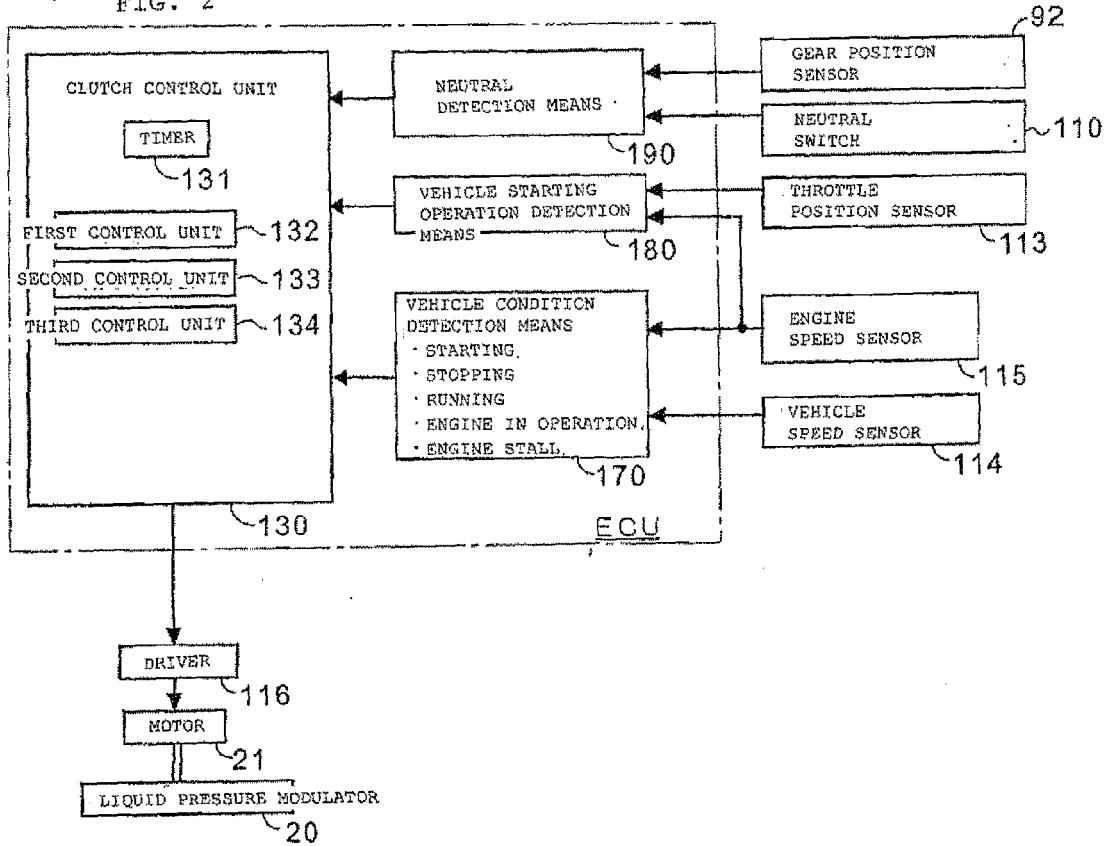 FIG. 2
CLUTCH CONTROL UNIT
TIMER
131
FIRST CONTROL UNIT
132
SECOND CONTROL UNIT
133
THIRD CONTROL UNIT
134
130
NEUTRAL
DETECTION MEANS
190
VEHICLE STARTING
OPERATION DETECTION
MEANS
180
VEHICLE CONDITION
DETECTION MEANS
· STARTING.
· STOPPING
· RUNNING
· ENGINE IN OPERATION.
· ENGINE STALL.
170
ECU
92
GEAR POSITION
SENSOR
NEUTRAL
SWITCH
110
THROTTLE
POSITION SENSOR
113
ENGINE
SPEED SENSOR
115
VEHICLE
SPEED SENSOR
114
DRIVER
116
MOTOR
21
LIQUID PRESSURE MODULATOR
20